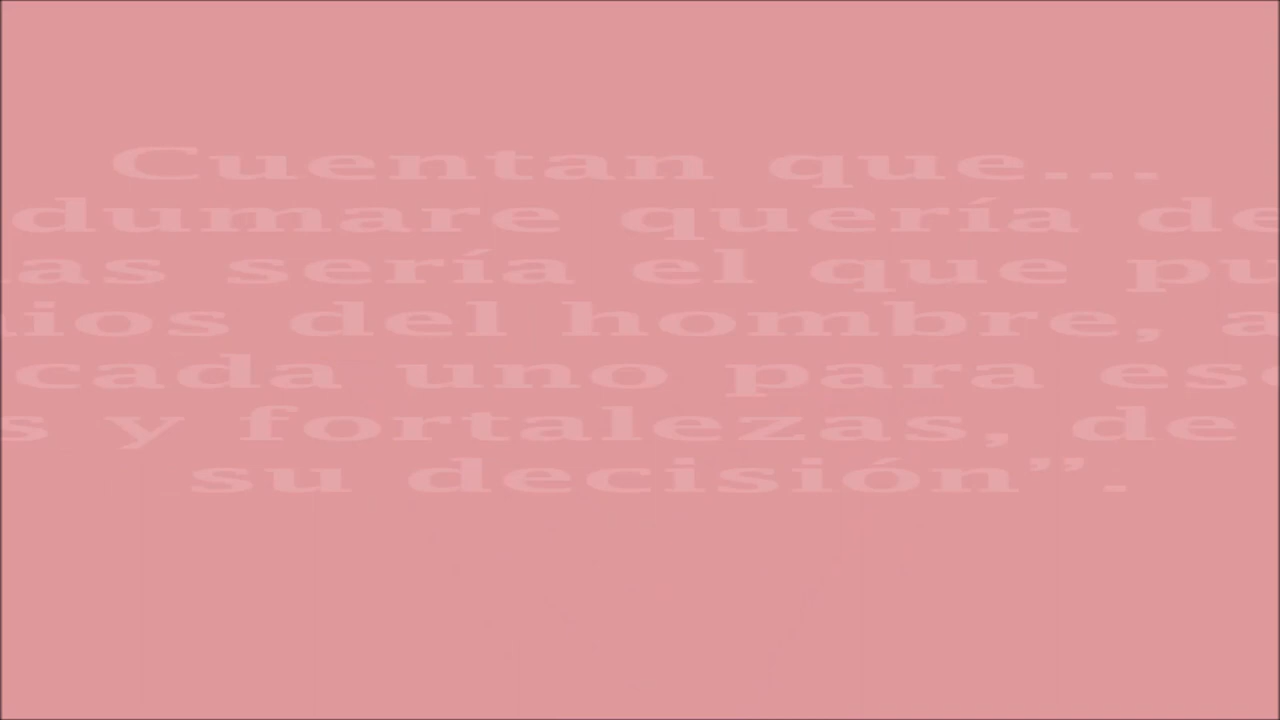 Cuentan que...
dumare quería de
as sería el que pu
ios del hombre, a
cada uno para eso
s y fortalezas, de
su decisión”.